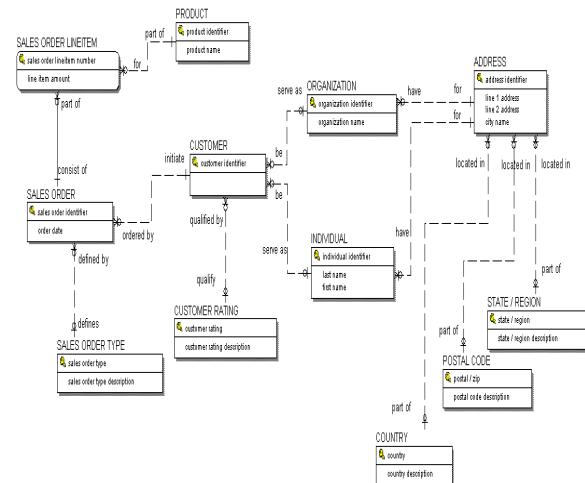 PRODUCT
product identifier
product name
part of
for
SALES ORDER LINEITEM
sales order lineitem number
line item amount
part of
consist of
SALES ORDER
sales order identifier
order date
ordered by
initiate
defined by
defines
SALES ORDER TYPE
sales order type
sales order type description
CUSTOMER
customer identifier
be
be
serve as
serve as
qualified by
qualify
CUSTOMER RATING
customer rating
customer rating description
ORGANIZATION
organization identifier
organization name
have
for
for
have
INDIVIDUAL
individual identifier
last name
first name
ADDRESS
address identifier
line 1 address
line 2 address
city name
located in
located in
located in
part of
STATE / REGION
state / region
state / region description
part of
POSTAL CODE
postal / zip
postal code description
part of
COUNTRY
country
country description